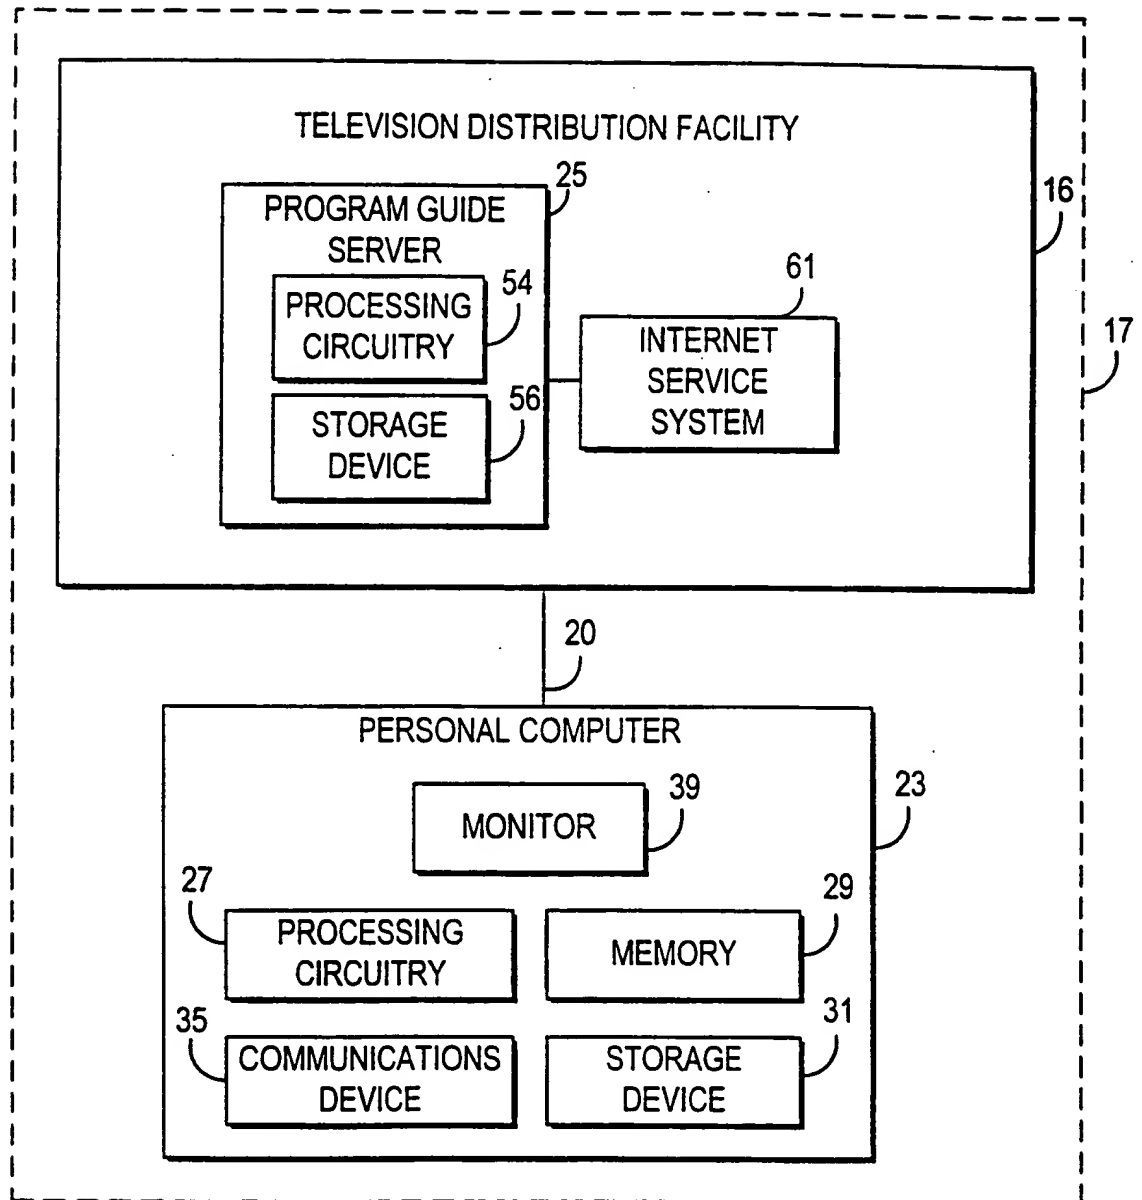 TELEVISION DISTRIBUTION FACILITY
25
PROGRAM GUIDE
SERVER
16
54
PROCESSING
CIRCUITRY
61
INTERNET
SERVICE
SYSTEM
17
56
STORAGE
DEVICE
20
PERSONAL COMPUTER
39
MONITOR
23
27
PROCESSING
CIRCUITRY
29
MEMORY
35
COMMUNICATIONS
DEVICE
31
STORAGE
DEVICE